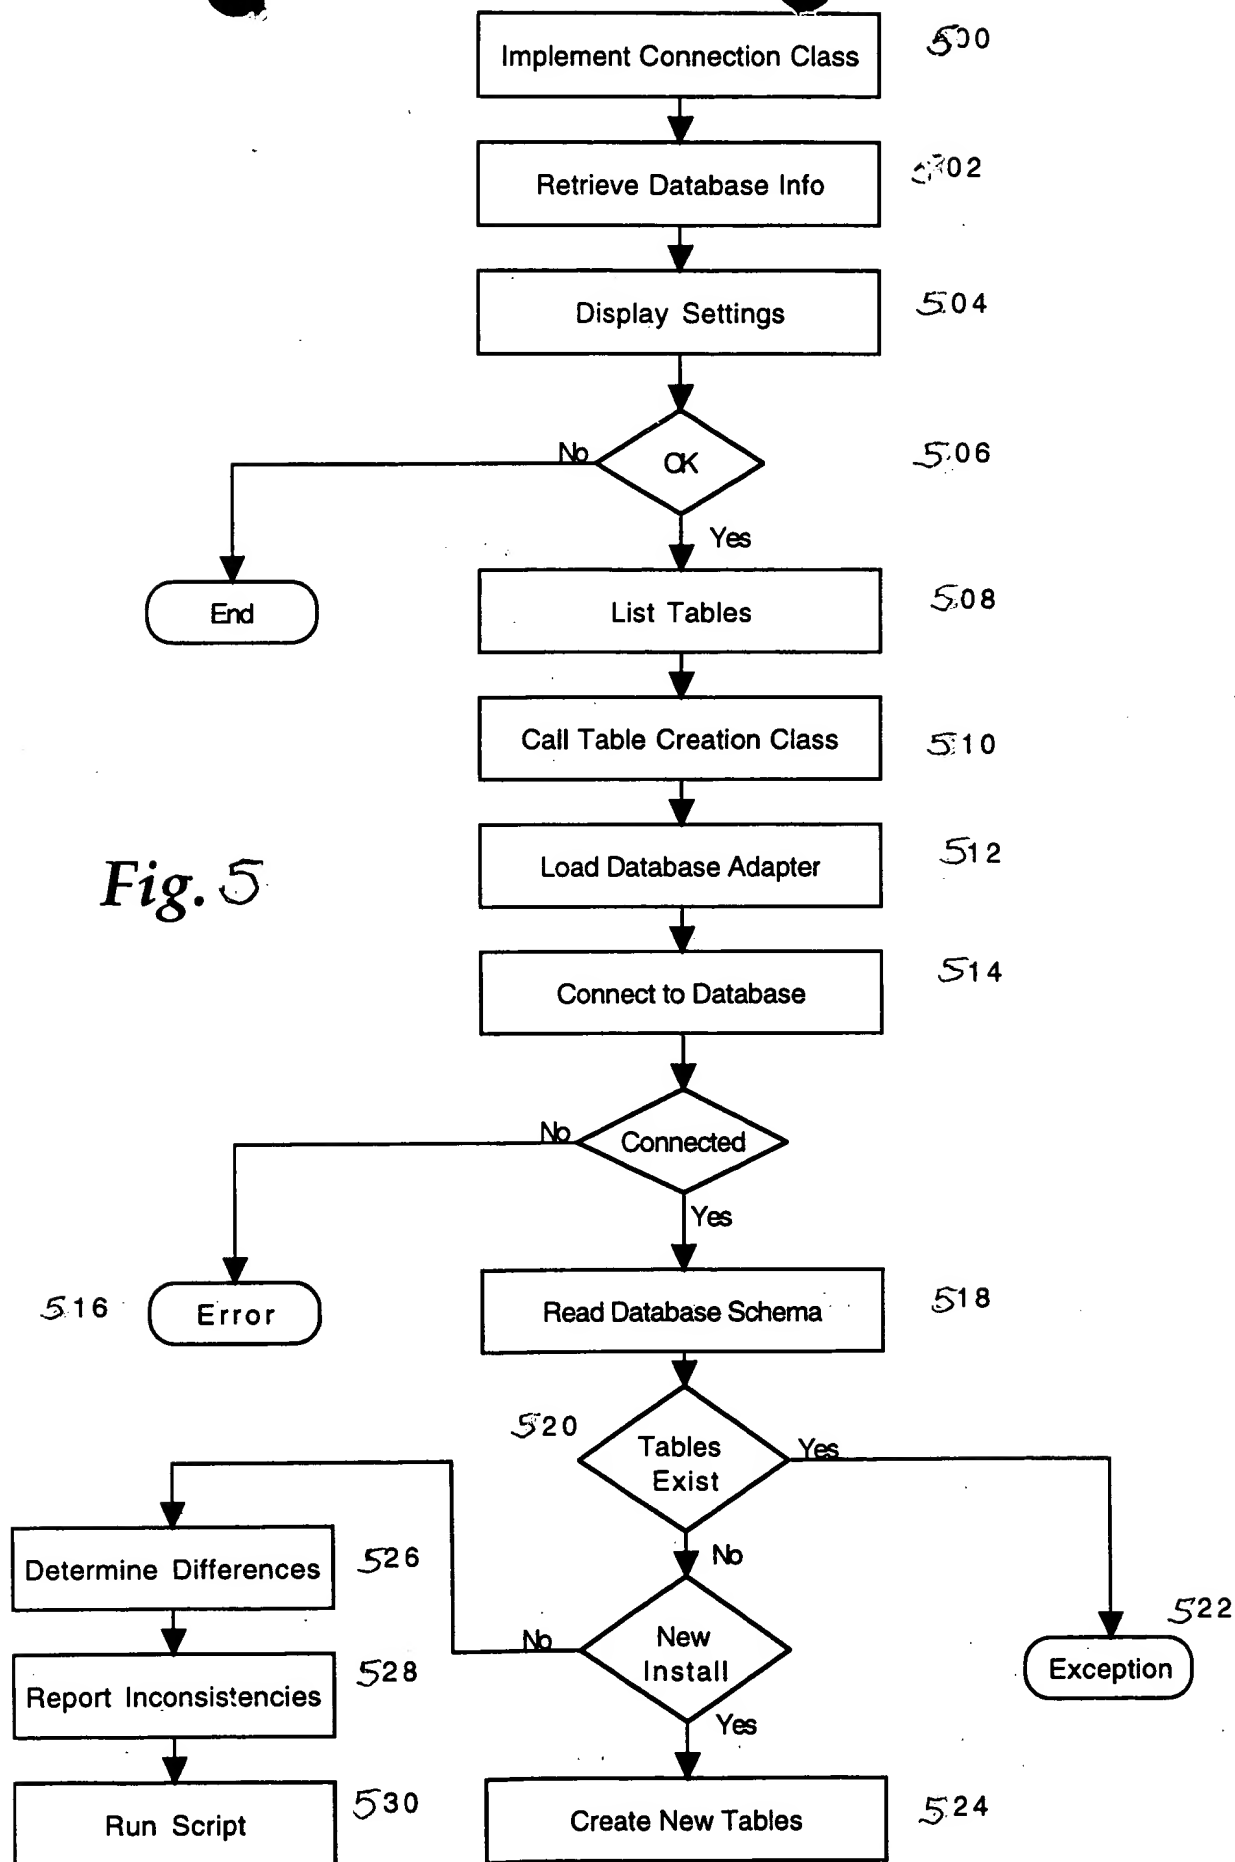 Implement Connection Class
500
Retrieve Database Info
502
Display Settings
504
No
OK
506
Yes
End
List Tables
508
Call Table Creation Class
510
Load Database Adapter
512
Fig. 5
Connect to Database
514
No
Connected
Yes
516
Error
Read Database Schema
518
520
Tables
Exist
Yes
No
Determine Differences
526
522
No
New
Install
Exception
Report Inconsistencies
528
Yes
Run Script
530
Create New Tables
524